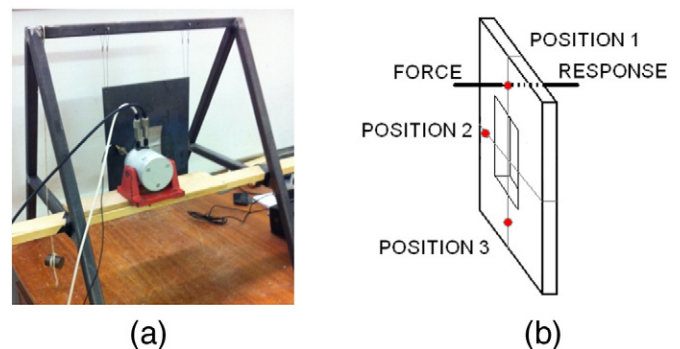 POSITION 1
FORCE
RESPONSE
POSITION 2
POSITION 3
(a)
(b)